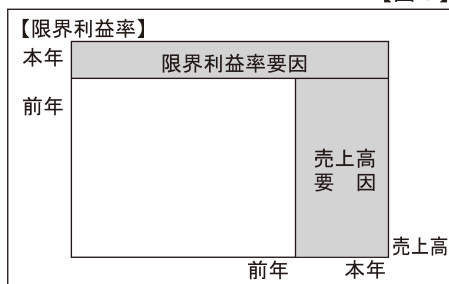 【限界利益率】
本年
限界利益率要因
前年
売上高
要　因
売上高
前年
本年